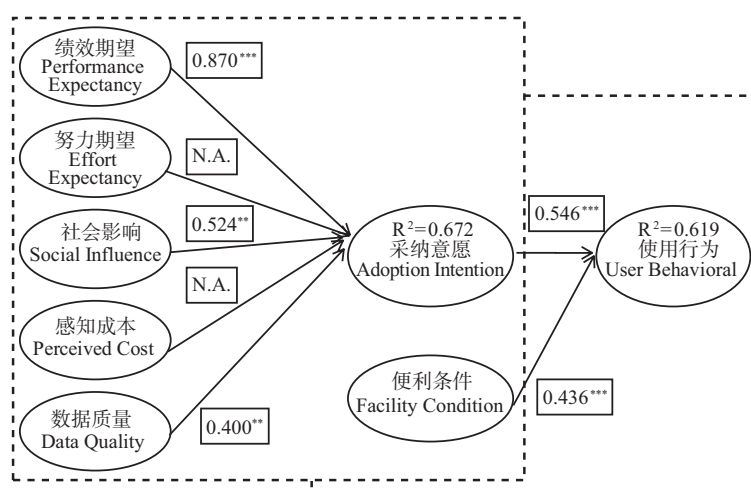 绩效期望
Performance
Expectancy
0.870***
努力期望
Effort
Expectancy
N.A.
社会影响
Social Influence
0.524**
N.A.
感知成本
Perceived Cost
数据质量
Data Quality
0.400**
R²=0.672
采纳意愿
Adoption Intention
便利条件
Facility Condition
0.546***
0.436***
R²=0.619
使用行为
User Behavioral